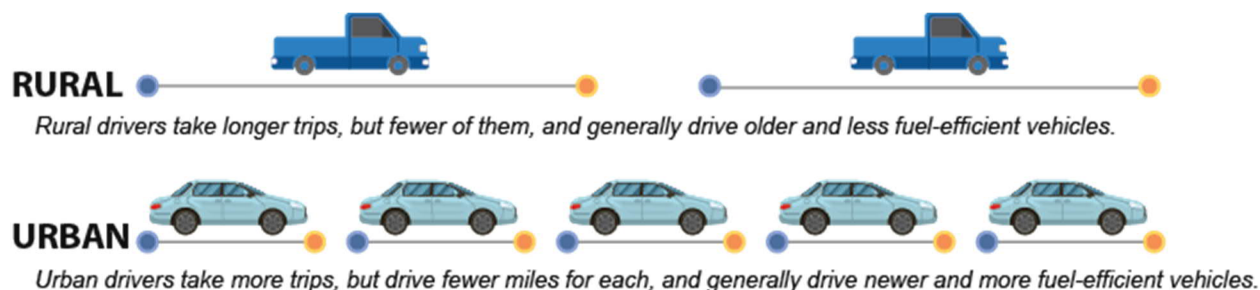 RURAL
Rural drivers take longer trips, but fewer of them, and generally drive older and less fuel-efficient vehicles.
URBAN
Urban drivers take more trips, but drive fewer miles for each, and generally drive newer and more fuel-efficient vehicles.